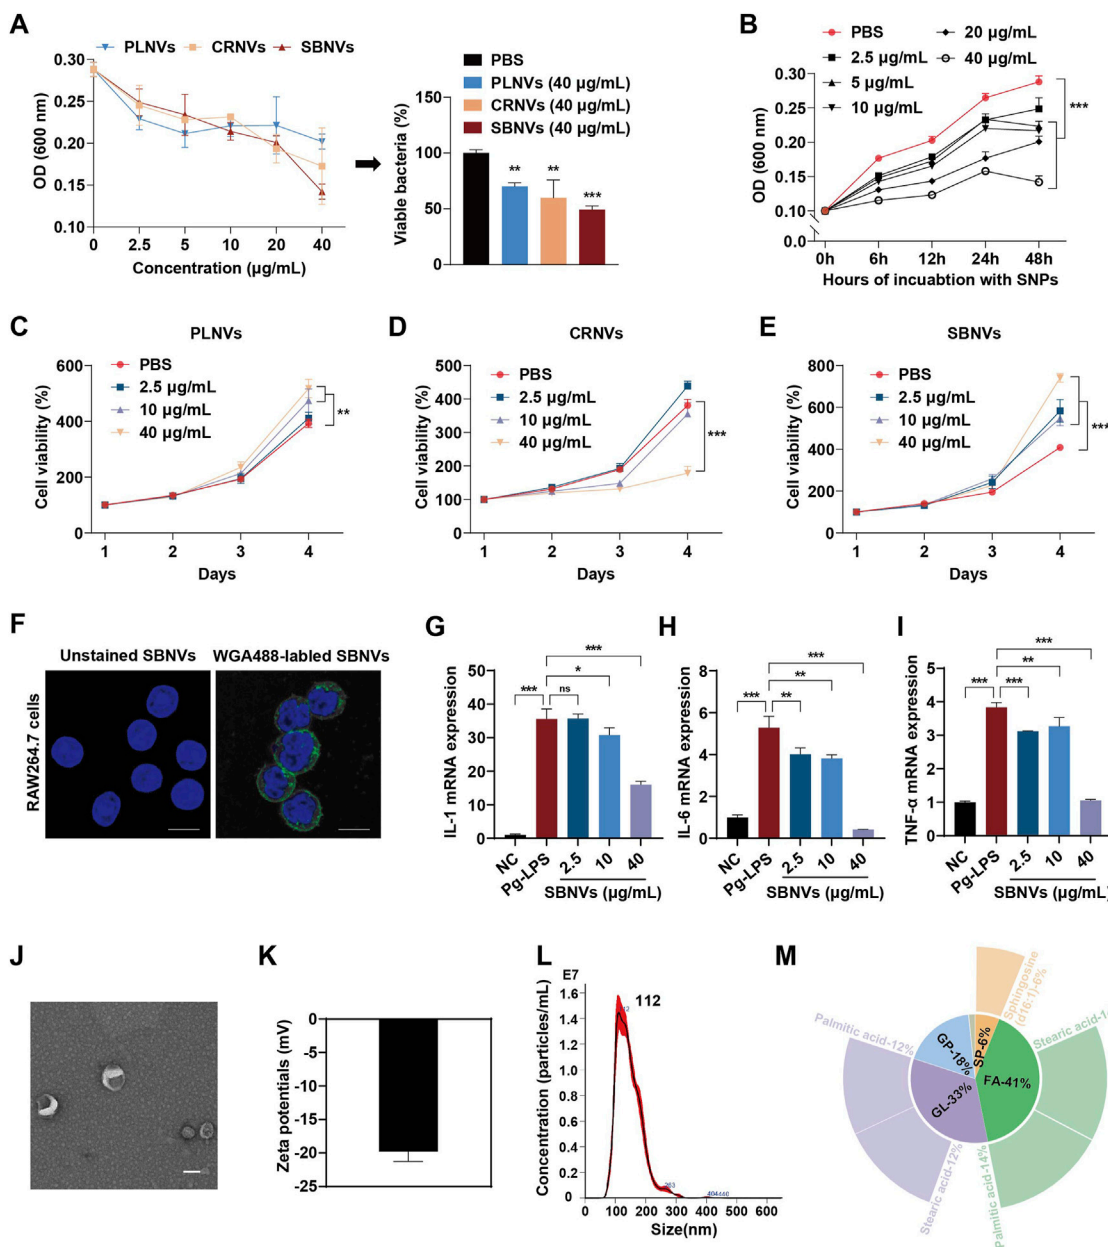 A
PLNVs CRNVs SBNVs
OD (600 nm)
0.30
0.25
0.20
0.15
0.10
0 2.5 5 10 20 40
Concentration (µg/mL)
PBS
PLNVs (40 µg/mL)
CRNVs (40 µg/mL)
SBNVs (40 µg/mL)
Viable bacteria (%)
150
100
50
0
** ** ***
B
PBS
2.5 µg/mL
5 µg/mL
10 µg/mL
20 µg/mL
40 µg/mL
OD (600 nm)
0.30
0.25
0.20
0.15
0.10
0.0
***
0h 6h 12h 24h 48h
Hours of incuabtion with SNPs
C
PLNVs
PBS
2.5 µg/mL
10 µg/mL
40 µg/mL
Cell viability (%)
600
400
200
0
**
1 2 3 4
Days
D
CRNVs
PBS
2.5 µg/mL
10 µg/mL
40 µg/mL
Cell viability (%)
500
400
300
200
100
0
***
1 2 3 4
Days
E
SBNVs
PBS
2.5 µg/mL
10 µg/mL
40 µg/mL
Cell viability (%)
800
600
400
200
0
***
1 2 3 4
Days
F
Unstained SBNVs
WGA488-labled SBNVs
RAW264.7 cells
G
IL-1 mRNA expression
50
40
30
20
10
0
***
*
*** ns
NC Pg-LPS 2.5 10 40
SBNVs (µg/mL)
H
IL-6 mRNA expression
8
6
4
2
0
***
**
*** **
NC Pg-LPS 2.5 10 40
SBNVs (µg/mL)
I
TNF-α mRNA expression
5
4
3
2
1
0
***
**
*** ***
NC Pg-LPS 2.5 10 40
SBNVs (µg/mL)
J
K
Zeta potentials (mV)
0
-5
-10
-15
-20
-25
L
E7
Concentration (particles/mL)
1.6
1.4
1.2
1.0
0.8
0.6
0.4
0.2
0
112
263
404440
0 100 200 300 400 500 600
Size(nm)
M
Sphingosine
(d16:1)-6%
Stearic acid-1
Palmitic acid-12%
GP-18%
SP-6%
FA-41%
GL-33%
Stearic acid-12%
Palmitic acid-14%